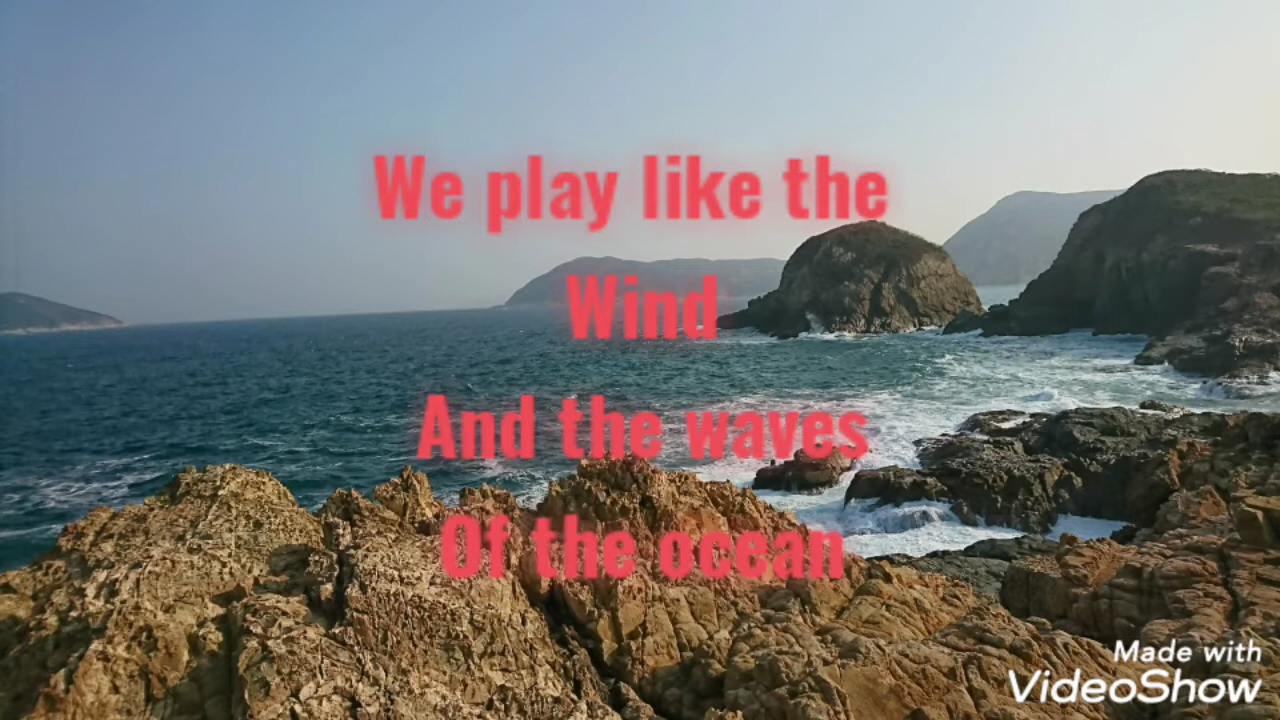 We play like the
Wind
And the waves
Of the ocean
Made with
VideoShow